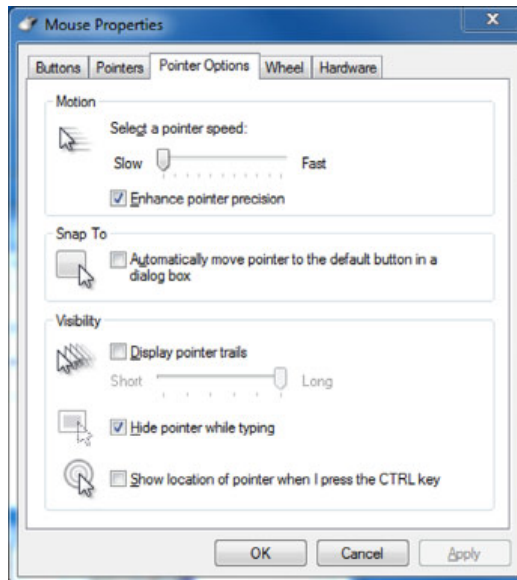 Mouse Properties
X
Buttons Pointers Pointer Options Wheel Hardware
Motion
Select a pointer speed:
Slow Fast
Enhance pointer precision
Snap To
Automatically move pointer to the default button in a
dialog box
Visibility
Display pointer trails
Short Long
Hide pointer while typing
Show location of pointer when I press the CTRL key
OK Cancel Apply